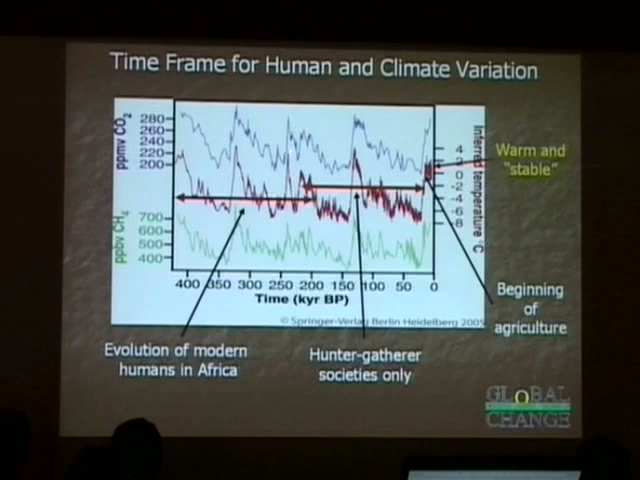 Time Frame for Human and Climate Variation
ppmv CO2
280
260
240
220
200
ppbv CH4
700
600
500
400
4
2
0
-2
-4
-6
-8
Inferred temperature °C
400 350 300 250 200 150 100 50 0
Time (kyr BP)
© Springer-Verlag Berlin Heidelberg 2005
Warm and
"stable"
Beginning
of
agriculture
Evolution of modern
humans in Africa
Hunter-gatherer
societies only
GLOBAL
CHANGE